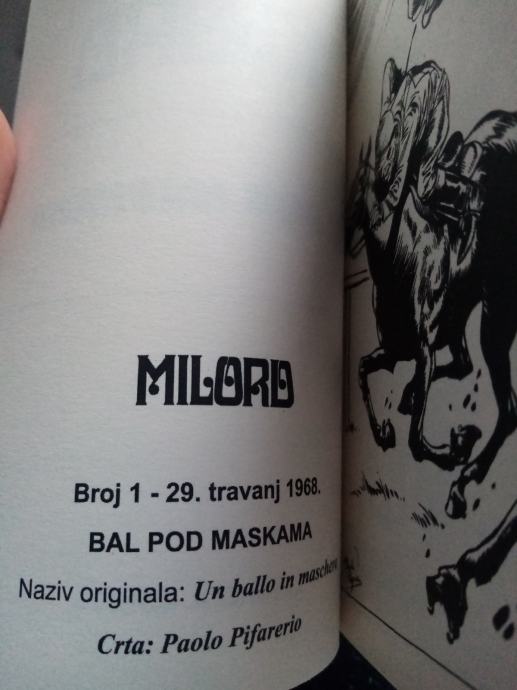 MILORD
Broj 1 - 29. travanj 1968.
BAL POD MASKAMA
Naziv originala: Un ballo in maschera
Crta: Paolo Pifarerio